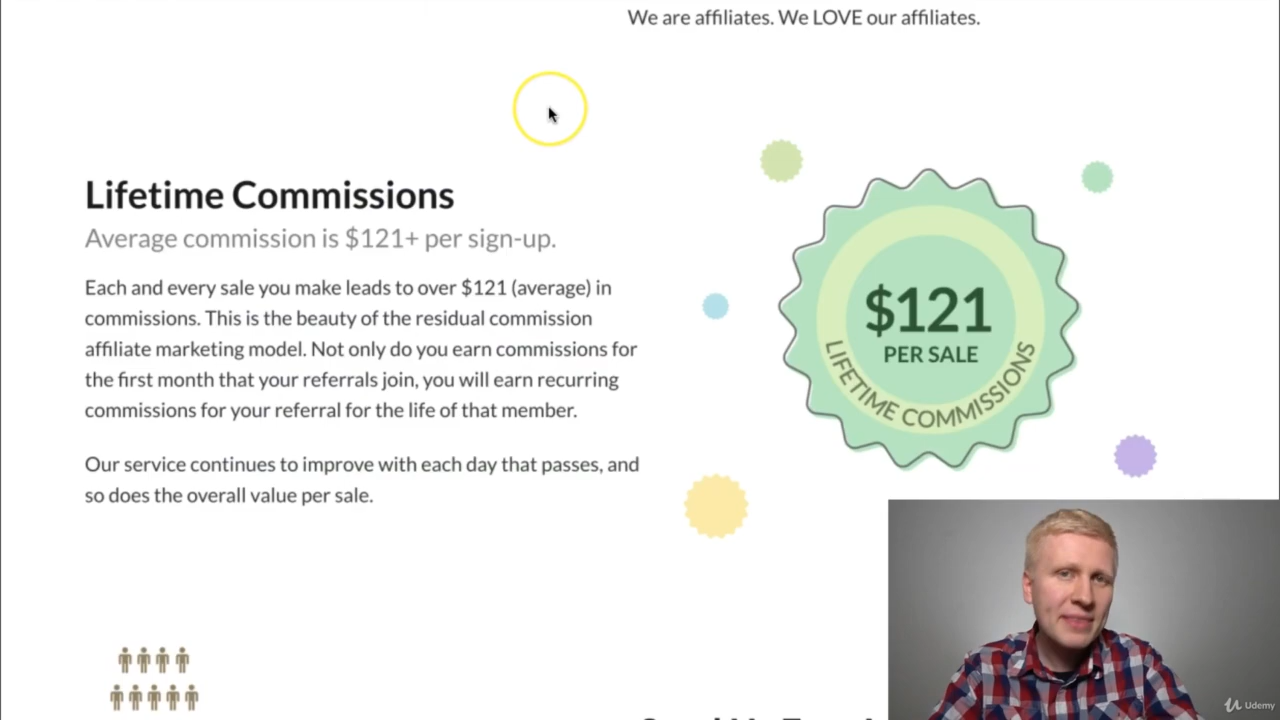 We are affiliates. We LOVE our affiliates.
Lifetime Commissions
Average commission is $121+ per sign-up.
Each and every sale you make leads to over $121 (average) in
commissions. This is the beauty of the residual commission
affiliate marketing model. Not only do you earn commissions for
the first month that your referrals join, you will earn recurring
commissions for your referral for the life of that member.
Our service continues to improve with each day that passes, and
so does the overall value per sale.
$121
PER SALE
LIFETIME COMMISSIONS
Udemy